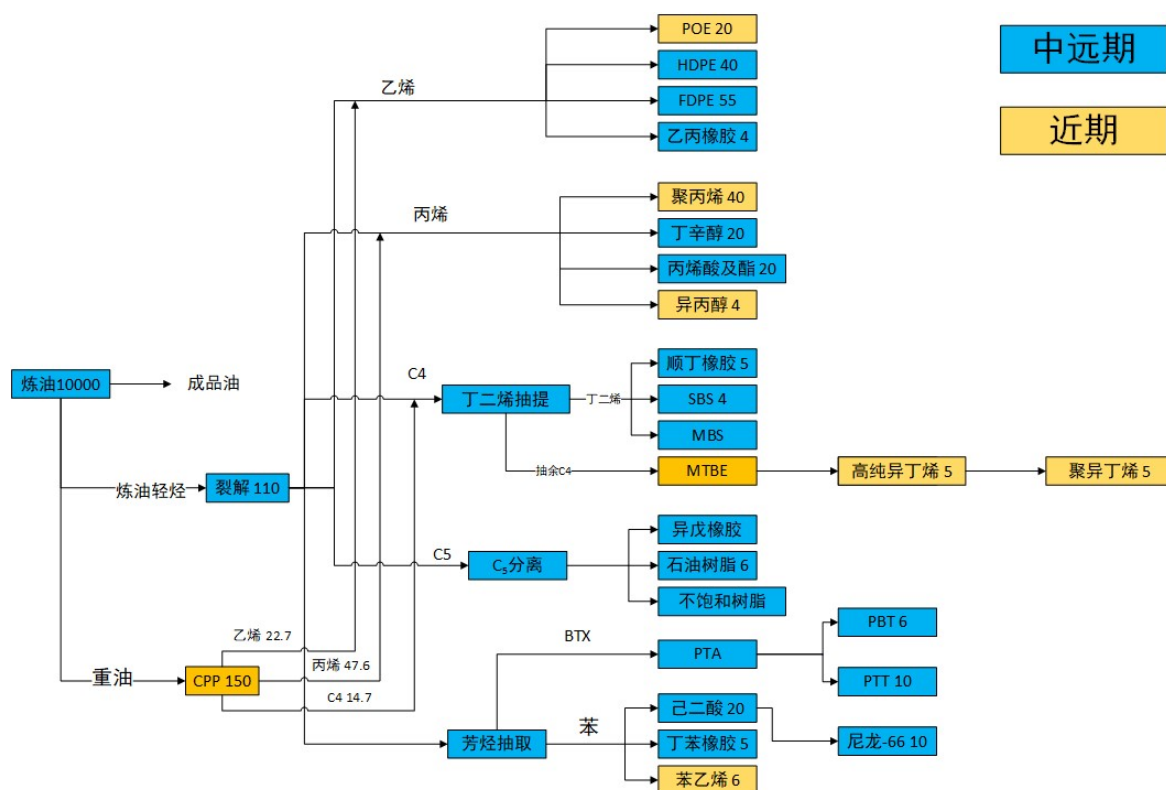 POE 20
中远期
HDPE 40
乙烯
FDPE 55
近期
乙丙橡胶 4
聚丙烯 40
丙烯
丁辛醇 20
丙烯酸及酯 20
异丙醇 4
顺丁橡胶 5
C4
炼油10000
成品油
丁二烯抽提
丁二烯
SBS 4
MBS
抽余C4
MTBE
高纯异丁烯 5
聚异丁烯 5
炼油轻烃
裂解 110
异戊橡胶
C5
C₅分离
石油树脂 6
不饱和树脂
PBT 6
BTX
乙烯 22.7
PTA
丙烯 47.6
重油
CPP 150
PTT 10
C4 14.7
己二酸 20
苯
芳烃抽取
丁苯橡胶 5
尼龙-66 10
苯乙烯 6